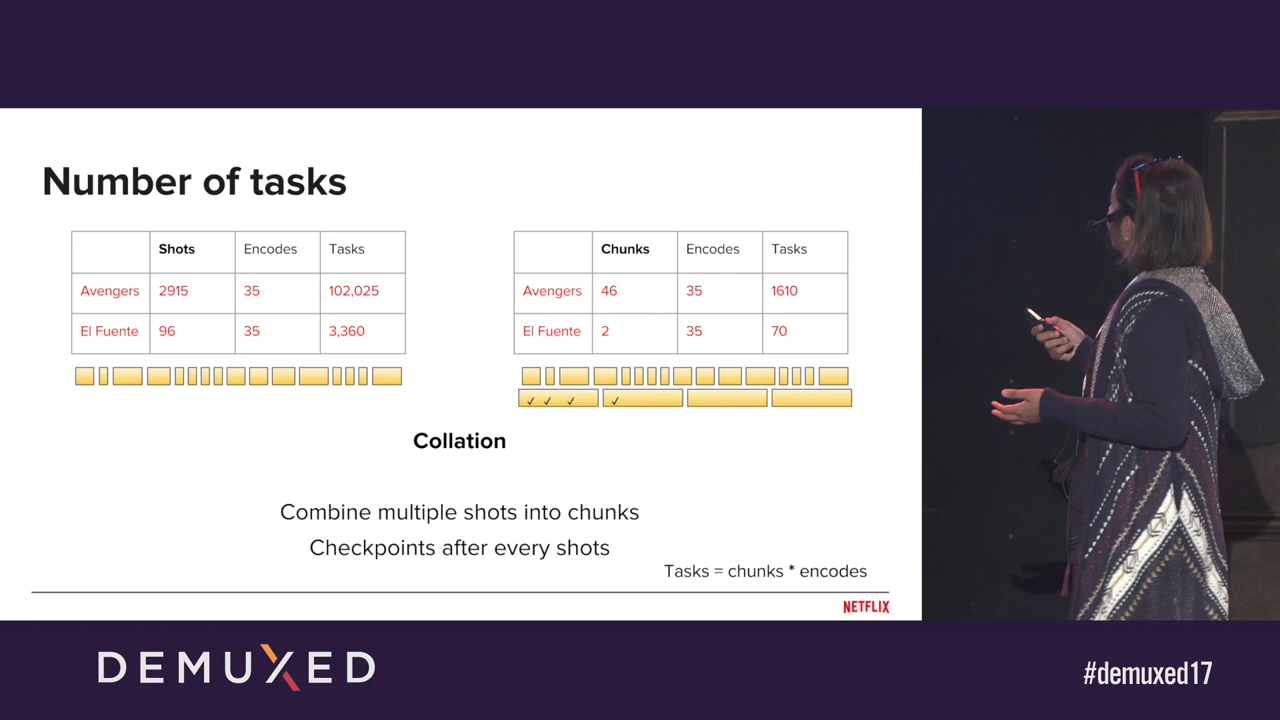 Number of tasks
Shots Encodes Tasks
Avengers 2915 35 102,025
El Fuente 96 35 3,360
Chunks Encodes Tasks
Avengers 46 35 1610
El Fuente 2 35 70
Collation
Combine multiple shots into chunks
Checkpoints after every shots
Tasks = chunks * encodes
NETFLIX
DEMUXED
#demuxed17